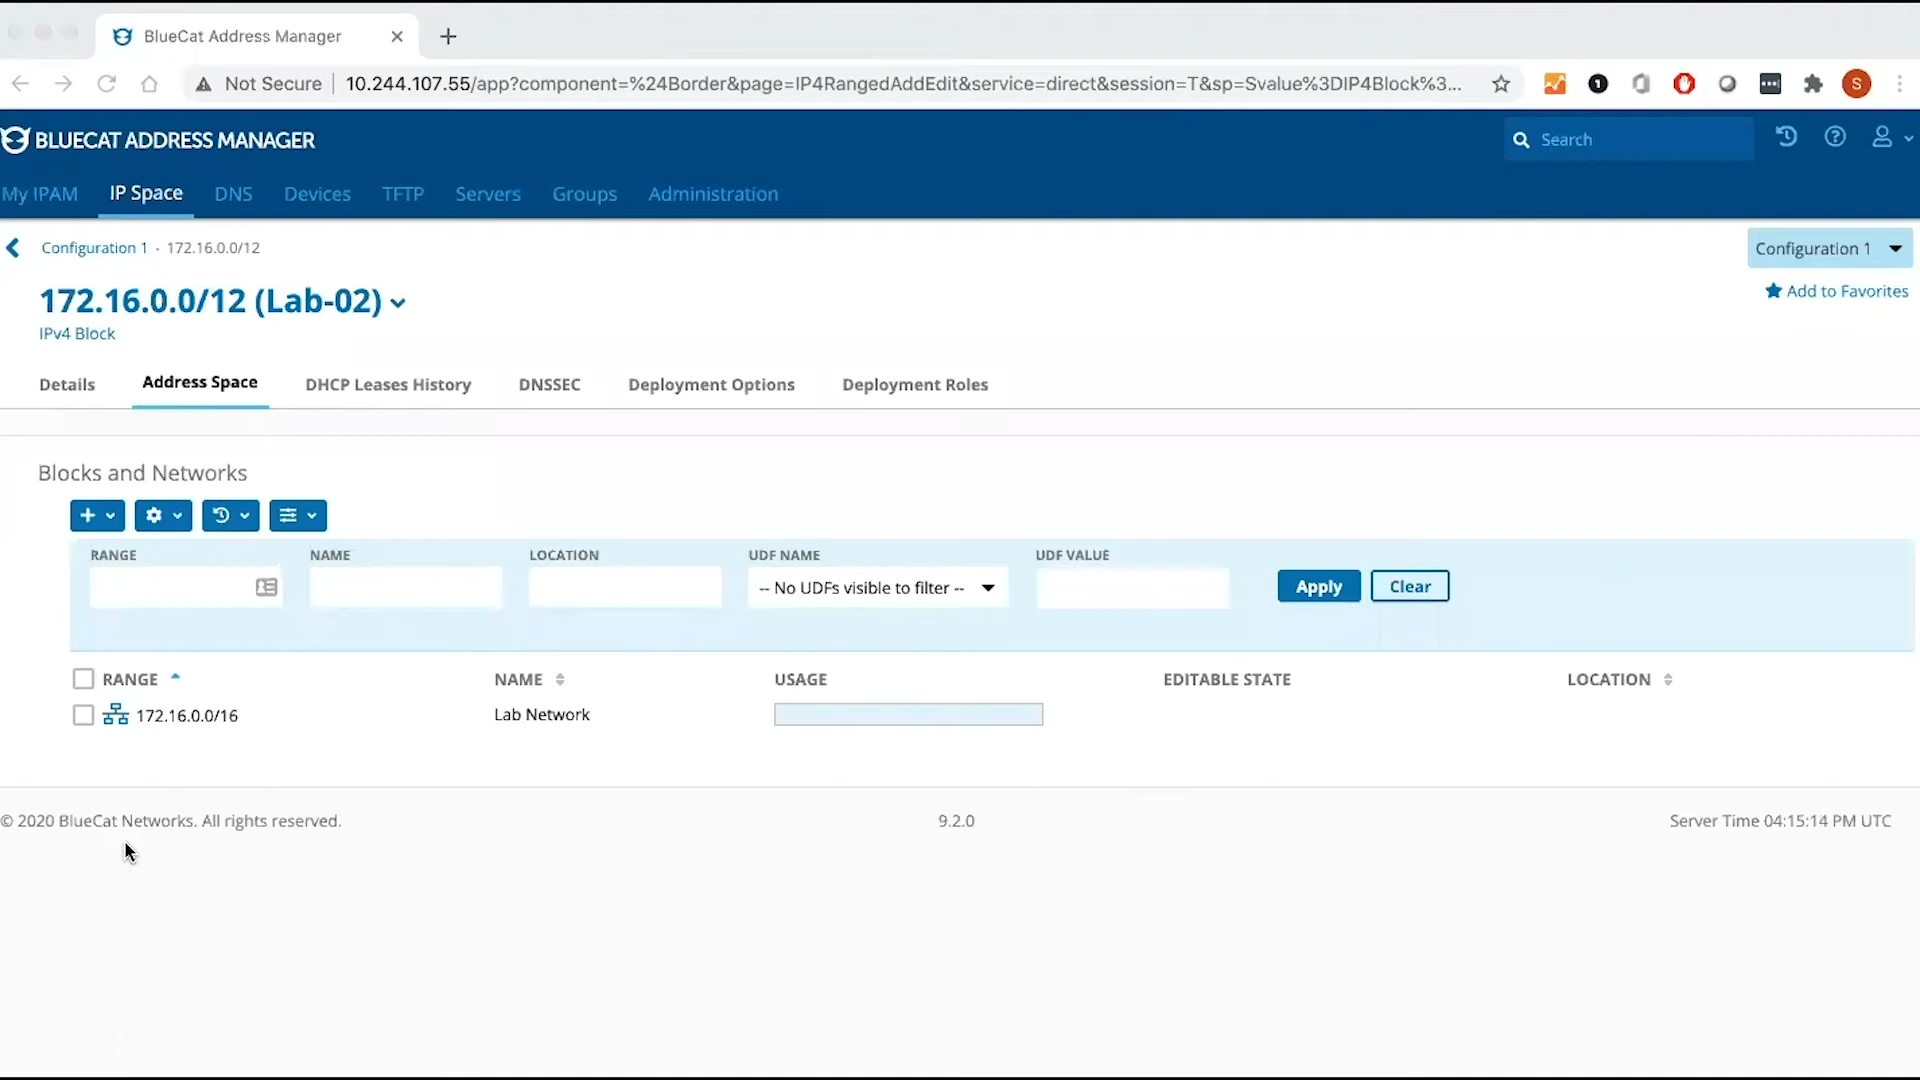 BlueCat Address Manager
Not Secure 10.244.107.55/app?component=%24Border&page=IP4RangedAddEdit&service=direct&session=T&sp=Svalue%3DIP4Block%3...
S
BLUECAT ADDRESS MANAGER
Search
My IPAM IP Space DNS Devices TFTP Servers Groups Administration
Configuration 1 · 172.16.0.0/12
Configuration 1
172.16.0.0/12 (Lab-02)
Add to Favorites
IPv4 Block
Details Address Space DHCP Leases History DNSSEC Deployment Options Deployment Roles
Blocks and Networks
RANGE NAME LOCATION UDF NAME UDF VALUE
-- No UDFs visible to filter -- Apply Clear
RANGE NAME USAGE EDITABLE STATE LOCATION
172.16.0.0/16 Lab Network
© 2020 BlueCat Networks. All rights reserved. 9.2.0 Server Time 04:15:14 PM UTC